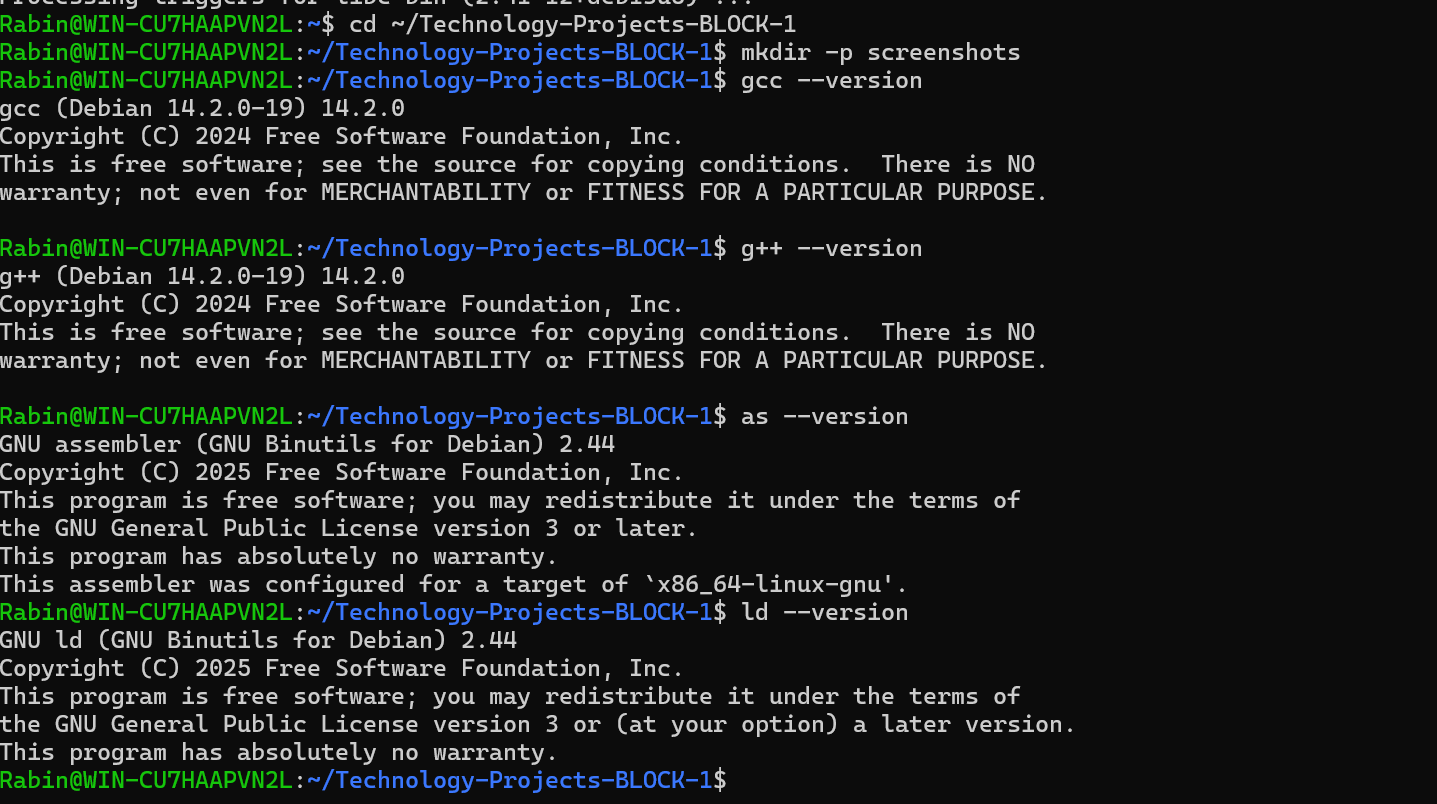 Processing triggers for libc-bin (2.41-12+deb13u3) ...
Rabin@WIN-CU7HAAPVN2L:~$ cd ~/Technology-Projects-BLOCK-1
Rabin@WIN-CU7HAAPVN2L:~/Technology-Projects-BLOCK-1$ mkdir -p screenshots
Rabin@WIN-CU7HAAPVN2L:~/Technology-Projects-BLOCK-1$ gcc --version
gcc (Debian 14.2.0-19) 14.2.0
Copyright (C) 2024 Free Software Foundation, Inc.
This is free software; see the source for copying conditions.  There is NO
warranty; not even for MERCHANTABILITY or FITNESS FOR A PARTICULAR PURPOSE.
Rabin@WIN-CU7HAAPVN2L:~/Technology-Projects-BLOCK-1$ g++ --version
g++ (Debian 14.2.0-19) 14.2.0
Copyright (C) 2024 Free Software Foundation, Inc.
This is free software; see the source for copying conditions.  There is NO
warranty; not even for MERCHANTABILITY or FITNESS FOR A PARTICULAR PURPOSE.
Rabin@WIN-CU7HAAPVN2L:~/Technology-Projects-BLOCK-1$ as --version
GNU assembler (GNU Binutils for Debian) 2.44
Copyright (C) 2025 Free Software Foundation, Inc.
This program is free software; you may redistribute it under the terms of
the GNU General Public License version 3 or later.
This program has absolutely no warranty.
This assembler was configured for a target of `x86_64-linux-gnu'.
Rabin@WIN-CU7HAAPVN2L:~/Technology-Projects-BLOCK-1$ ld --version
GNU ld (GNU Binutils for Debian) 2.44
Copyright (C) 2025 Free Software Foundation, Inc.
This program is free software; you may redistribute it under the terms of
the GNU General Public License version 3 or (at your option) a later version.
This program has absolutely no warranty.
Rabin@WIN-CU7HAAPVN2L:~/Technology-Projects-BLOCK-1$